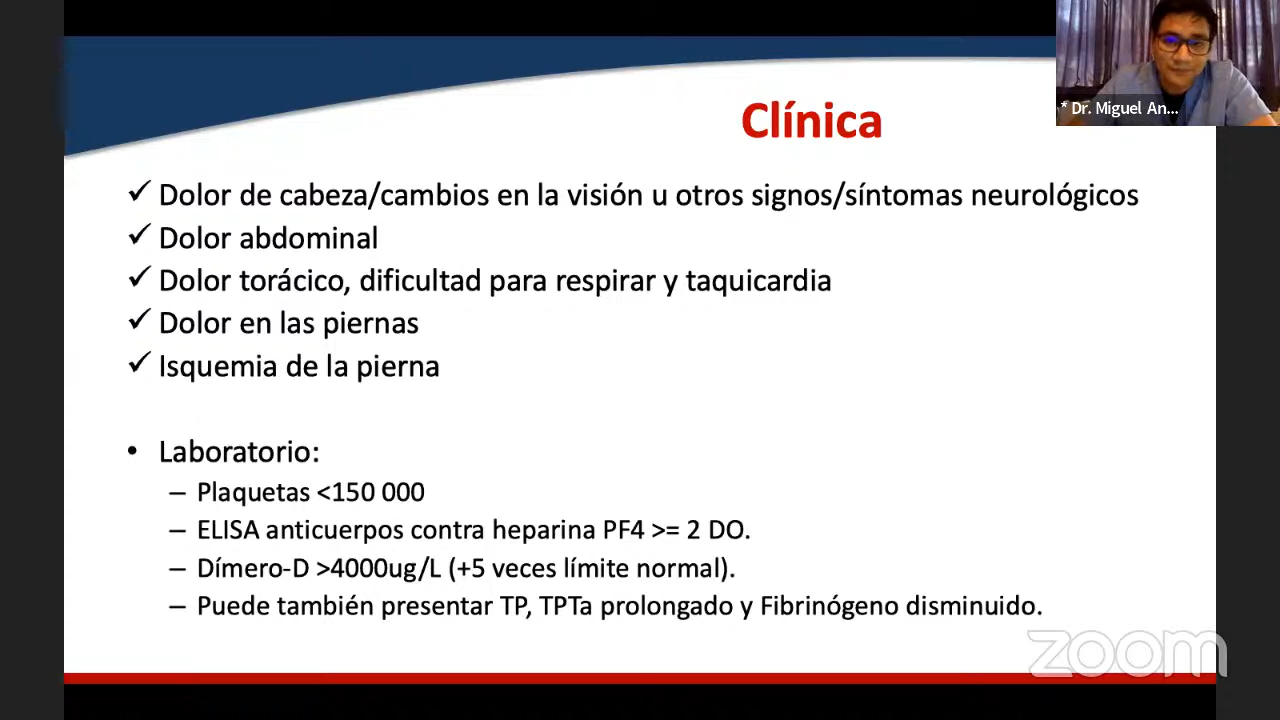 * Dr. Miguel An...
Clínica
✓ Dolor de cabeza/cambios en la visión u otros signos/síntomas neurológicos
✓ Dolor abdominal
✓ Dolor torácico, dificultad para respirar y taquicardia
✓ Dolor en las piernas
✓ Isquemia de la pierna
• Laboratorio:
– Plaquetas <150 000
– ELISA anticuerpos contra heparina PF4 >= 2 DO.
– Dímero-D >4000ug/L (+5 veces límite normal).
– Puede también presentar TP, TPTa prolongado y Fibrinógeno disminuido.
zoom